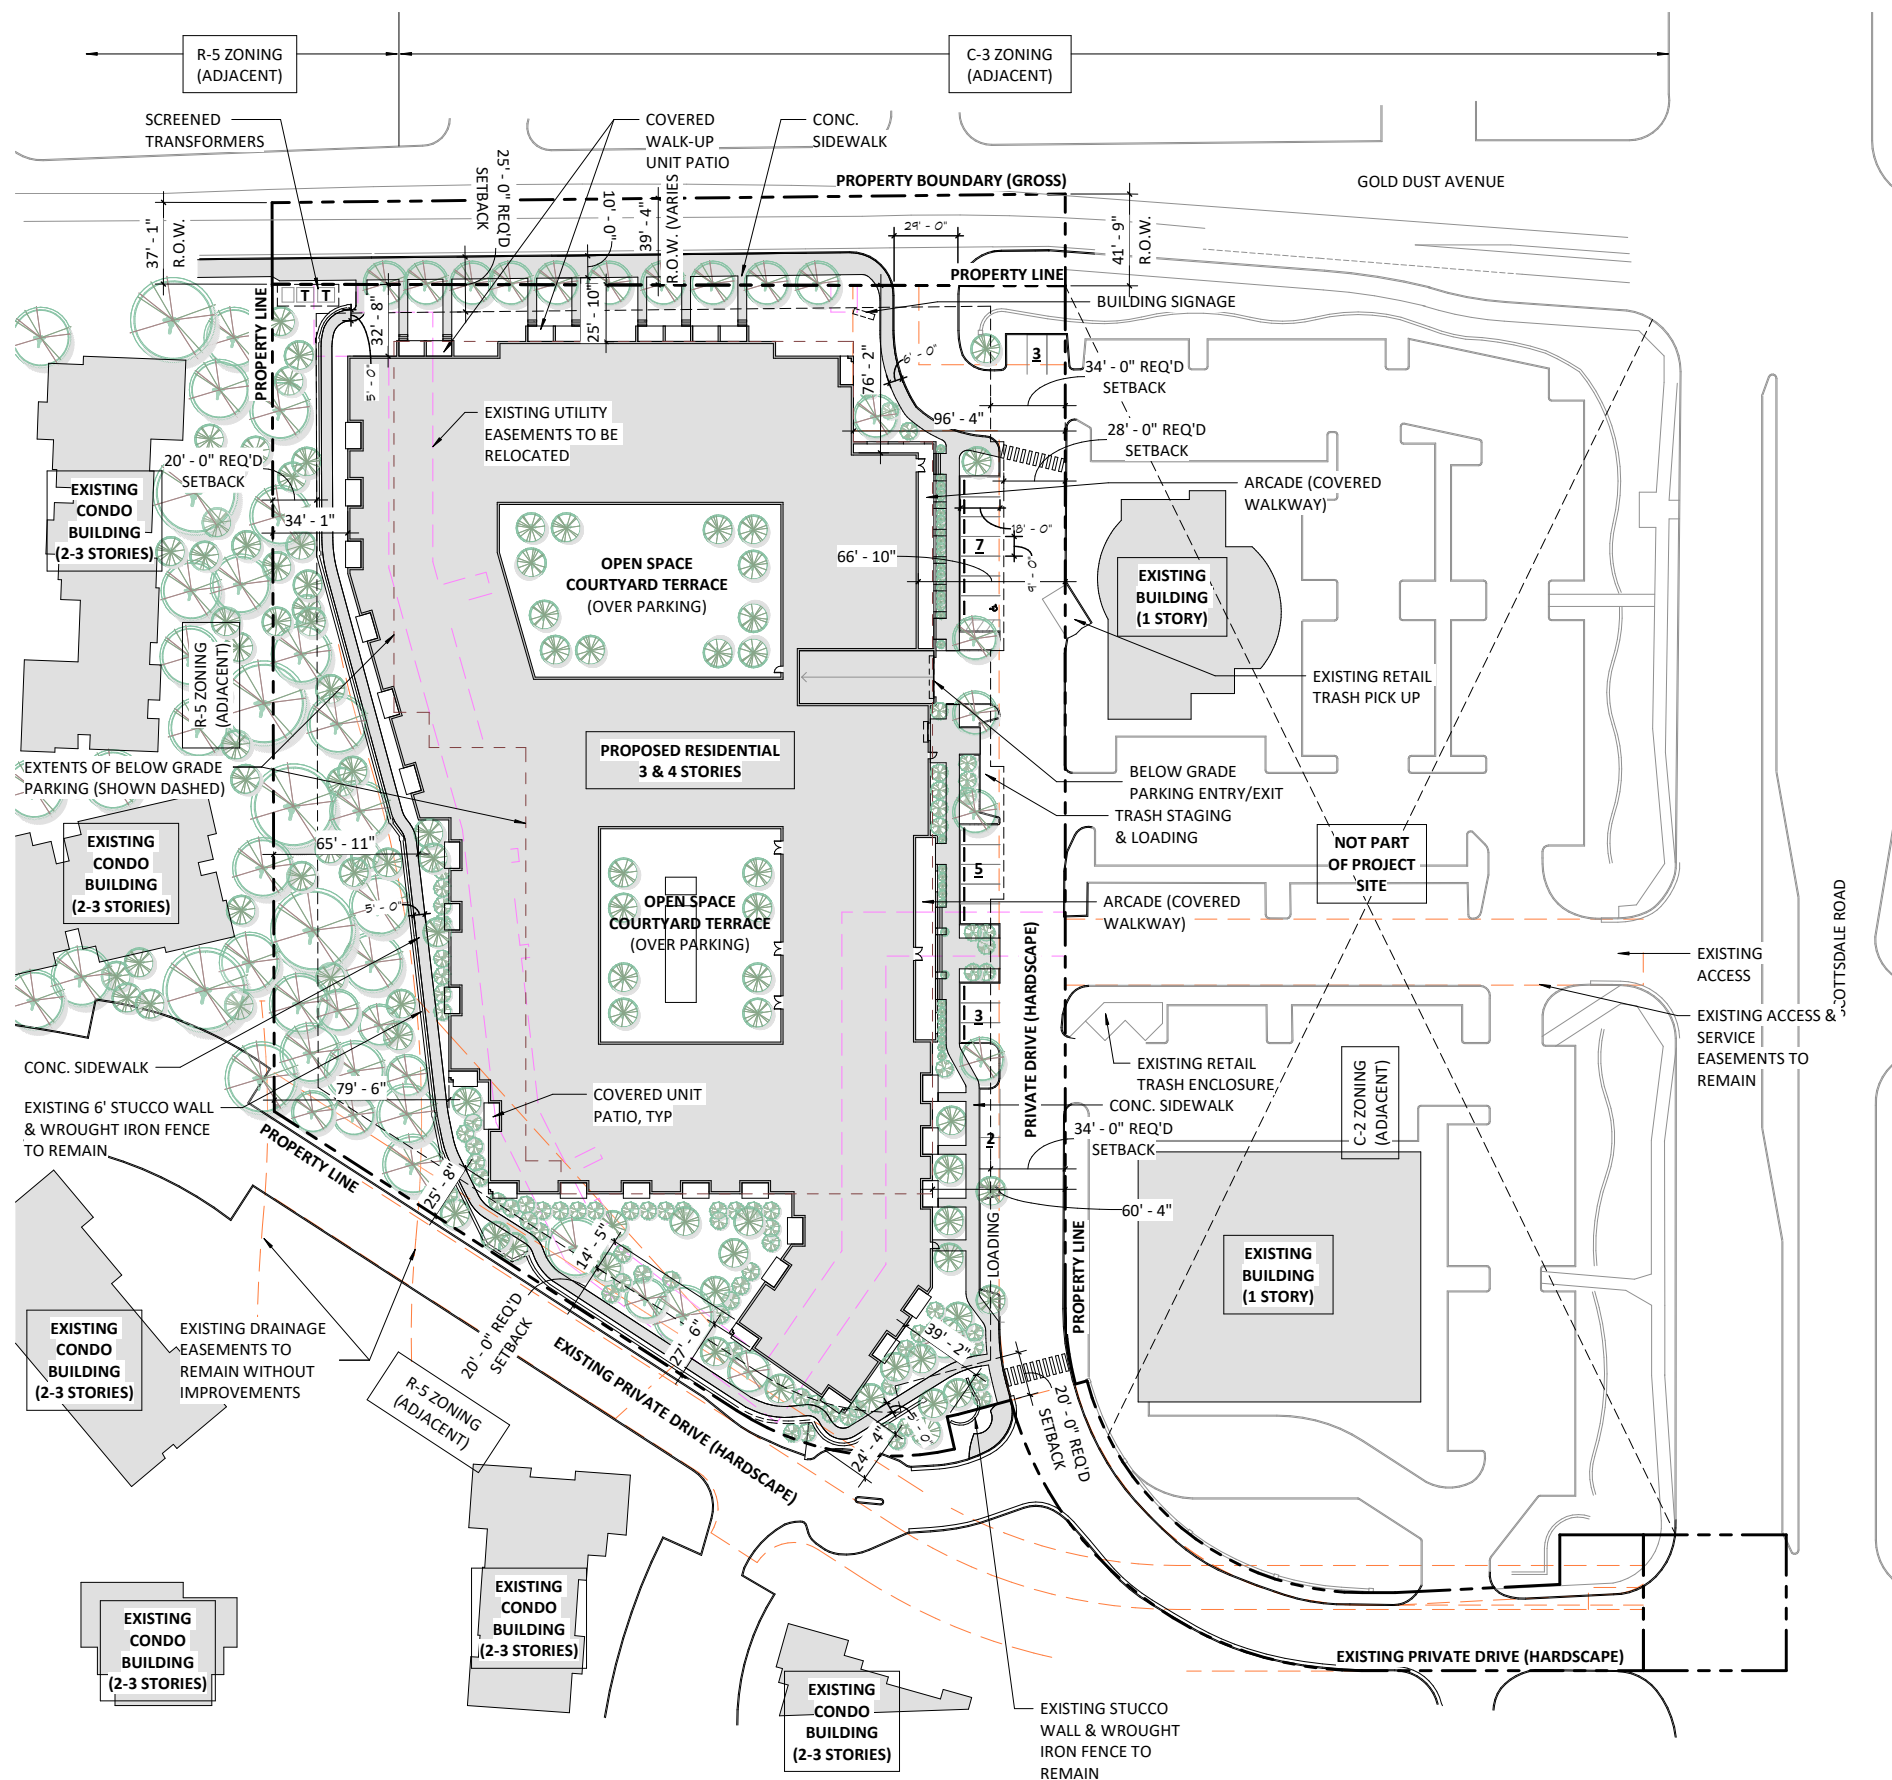 R-5 ZONING
(ADJACENT)
C-3 ZONING
(ADJACENT)
SCREENED
TRANSFORMERS
COVERED
WALK-UP
UNIT PATIO
CONC.
SIDEWALK
25' - 0" REQ'D
SETBACK
PROPERTY BOUNDARY (GROSS)
GOLD DUST AVENUE
37' - 1"
R.O.W.
10' - 0"
39' - 4"
R.O.W. (VARIES)
29' - 0"
41' - 9"
R.O.W.
PROPERTY LINE
T
T
BUILDING SIGNAGE
PROPERTY LINE
32' - 8"
25' - 10"
5' - 0"
76' - 2"
6' - 0"
3
34' - 0" REQ'D
SETBACK
EXISTING UTILITY
EASEMENTS TO BE
RELOCATED
96' - 4"
28' - 0" REQ'D
SETBACK
20' - 0" REQ'D
SETBACK
EXISTING
CONDO
BUILDING
(2-3 STORIES)
34' - 1"
ARCADE (COVERED
WALKWAY)
18' - 0"
7
9' - 0"
66' - 10"
OPEN SPACE
COURTYARD TERRACE
(OVER PARKING)
EXISTING
BUILDING
(1 STORY)
R-5 ZONING
(ADJACENT)
EXISTING RETAIL
TRASH PICK UP
PROPOSED RESIDENTIAL
3 & 4 STORIES
EXTENTS OF BELOW GRADE
PARKING (SHOWN DASHED)
BELOW GRADE
PARKING ENTRY/EXIT
TRASH STAGING
& LOADING
EXISTING
CONDO
BUILDING
(2-3 STORIES)
65' - 11"
NOT PART
OF PROJECT
SITE
5
5' - 0"
OPEN SPACE
COURTYARD TERRACE
(OVER PARKING)
ARCADE (COVERED
WALKWAY)
SCOTTSDALE ROAD
EXISTING
ACCESS
PRIVATE DRIVE (HARDSCAPE)
3
EXISTING ACCESS &
SERVICE
EASEMENTS TO
REMAIN
CONC. SIDEWALK
79' - 6"
COVERED UNIT
PATIO, TYP
EXISTING RETAIL
TRASH ENCLOSURE
CONC. SIDEWALK
C-2 ZONING
(ADJACENT)
EXISTING 6' STUCCO WALL
& WROUGHT IRON FENCE
TO REMAIN
2
34' - 0" REQ'D
SETBACK
PROPERTY LINE
25' - 8"
60' - 4"
LOADING
14' - 5"
PROPERTY LINE
EXISTING
BUILDING
(1 STORY)
20' - 0" REQ'D
SETBACK
EXISTING
CONDO
BUILDING
(2-3 STORIES)
EXISTING DRAINAGE
EASEMENTS TO
REMAIN WITHOUT
IMPROVEMENTS
27' - 6"
39' - 2"
EXISTING PRIVATE DRIVE (HARDSCAPE)
R-5 ZONING
(ADJACENT)
5' - 0"
24' - 4"
20' - 0" REQ'D
SETBACK
EXISTING
CONDO
BUILDING
(2-3 STORIES)
EXISTING
CONDO
BUILDING
(2-3 STORIES)
EXISTING PRIVATE DRIVE (HARDSCAPE)
EXISTING
CONDO
BUILDING
(2-3 STORIES)
EXISTING STUCCO
WALL & WROUGHT
IRON FENCE TO
REMAIN